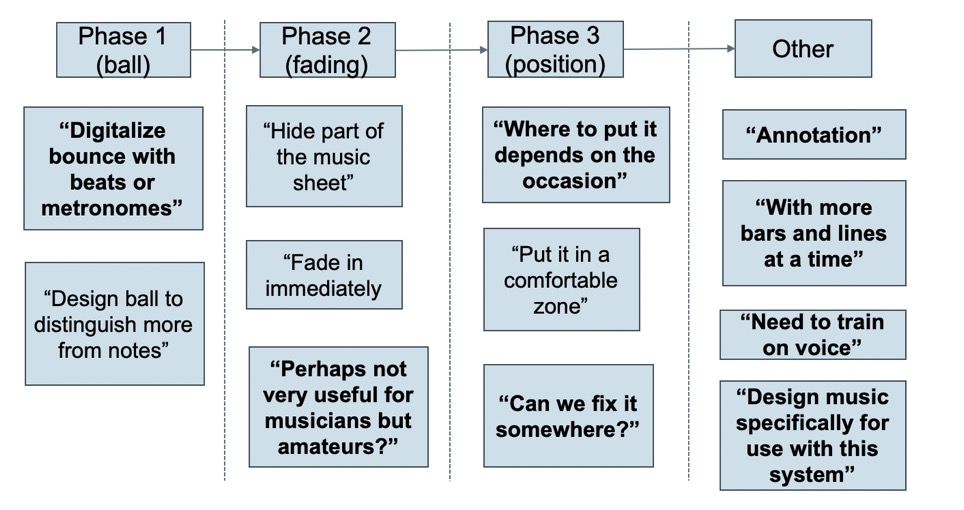 Phase 1
(ball)
Phase 2
(fading)
Phase 3
(position)
Other
“Digitalize
bounce with
beats or
metronomes”
“Design ball to
distinguish more
from notes”
“Hide part of
the music
sheet”
“Fade in
immediately
“Perhaps not
very useful for
musicians but
amateurs?”
“Where to put it
depends on the
occasion”
“Put it in a
comfortable
zone”
“Can we fix it
somewhere?”
“Annotation”
“With more
bars and lines
at a time”
“Need to train
on voice”
“Design music
specifically for
use with this
system”